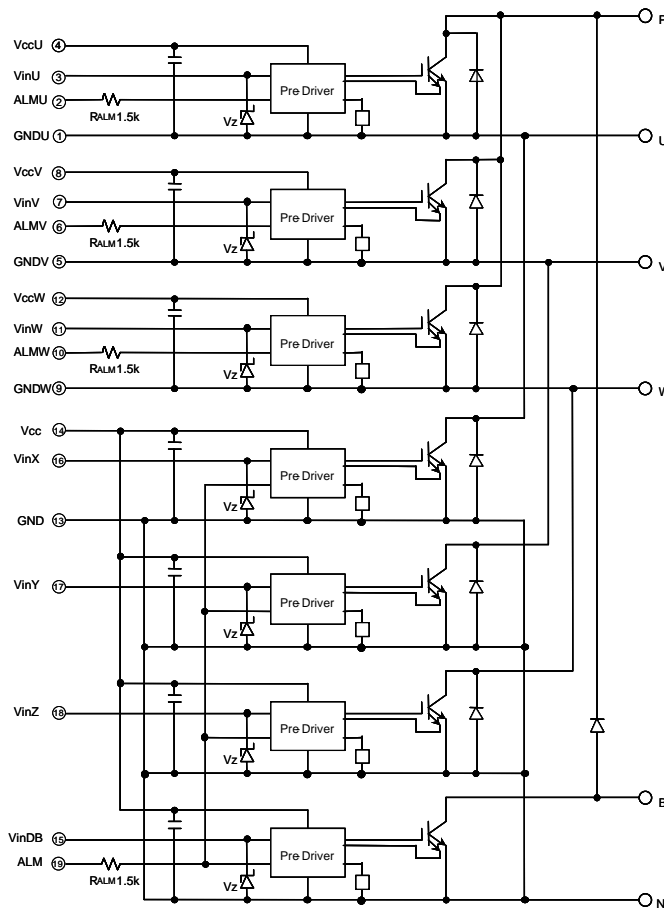 P
VccU ④
VinU ③
Pre Driver
ALMU ②
RALM1.5k
Vz
GNDU ①
U
VccV ⑧
VinV ⑦
Pre Driver
ALMV ⑥
RALM1.5k
Vz
GNDV ⑤
V
VccW ⑫
VinW ⑪
Pre Driver
ALMW ⑩
RALM1.5k
Vz
GNDW ⑨
W
Vcc ⑭
VinX ⑯
Pre Driver
Vz
GND ⑬
VinY ⑰
Pre Driver
Vz
VinZ ⑱
Pre Driver
Vz
B
VinDB ⑮
Pre Driver
ALM ⑲
RALM1.5k
Vz
N